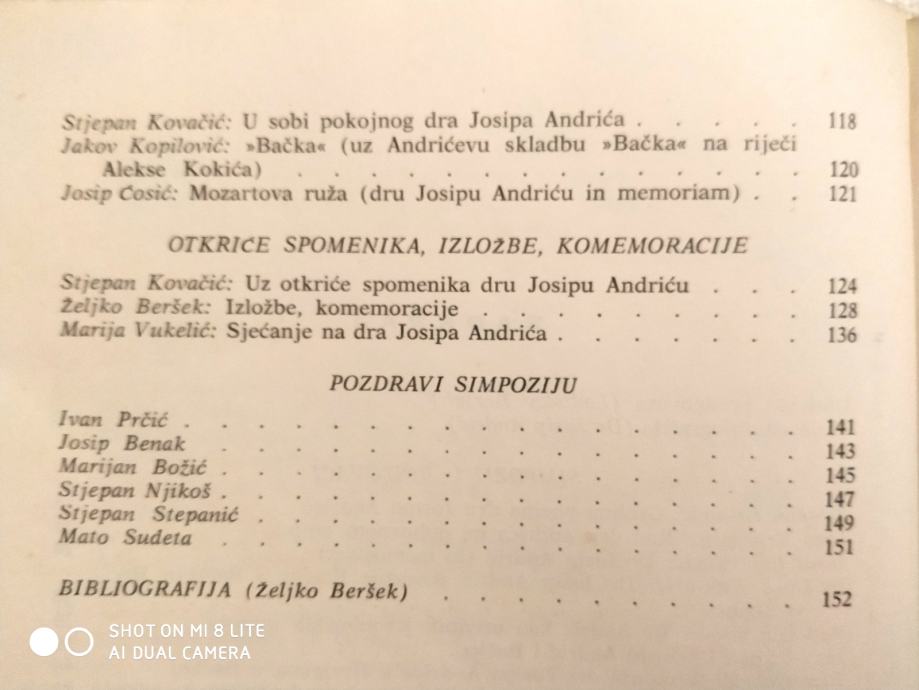 Stjepan Kovačić: U sobi pokojnog dra Josipa Andrića . . . . . 118
Jakov Kopilović: »Bačka« (uz Andrićevu skladbu »Bačka« na riječi
Alekse Kokića) . . . . . . . . . . . . . 120
Josip Ćosić: Mozartova ruža (dru Josipu Andriću in memoriam) . . 121
OTKRIĆE SPOMENIKA, IZLOŽBE, KOMEMORACIJE
Stjepan Kovačić: Uz otkriće spomenika dru Josipu Andriću . . . 124
Željko Beršek: Izložbe, komemoracije . . . . . . . . . 128
Marija Vukelić: Sjećanje na dra Josipa Andrića . . . . . . . 136
POZDRAVI SIMPOZIJU
Ivan Prčić . . . . . . . . . . . . . . . . 141
Josip Benak . . . . . . . . . . . . . . . 143
Marijan Božić . . . . . . . . . . . . . . . 145
Stjepan Njikoš . . . . . . . . . . . . . . . 147
Stjepan Stepanić . . . . . . . . . . . . . . 149
Mato Sudeta . . . . . . . . . . . . . . . 151
BIBLIOGRAFIJA (Željko Beršek) . . . . . . . . . . 152
SHOT ON MI 8 LITE
AI DUAL CAMERA